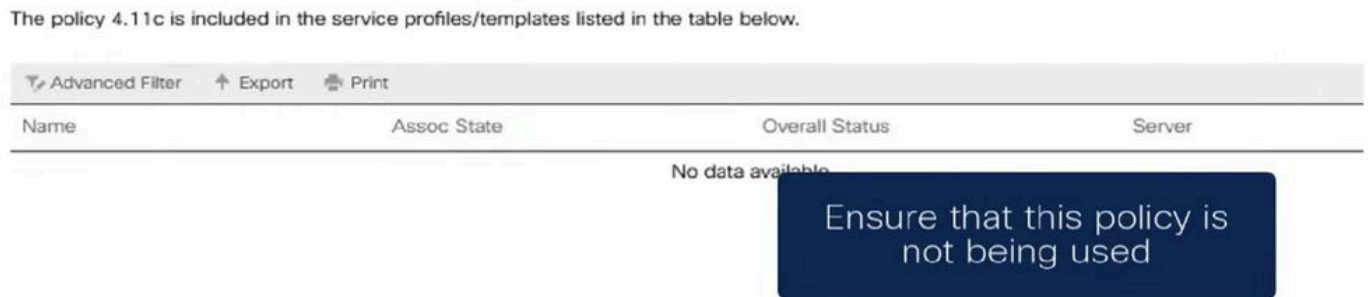 The policy 4.11c is included in the service profiles/templates listed in the table below.
Advanced Filter Export Print
Name Assoc State Overall Status Server
No data available
Ensure that this policy is
not being used